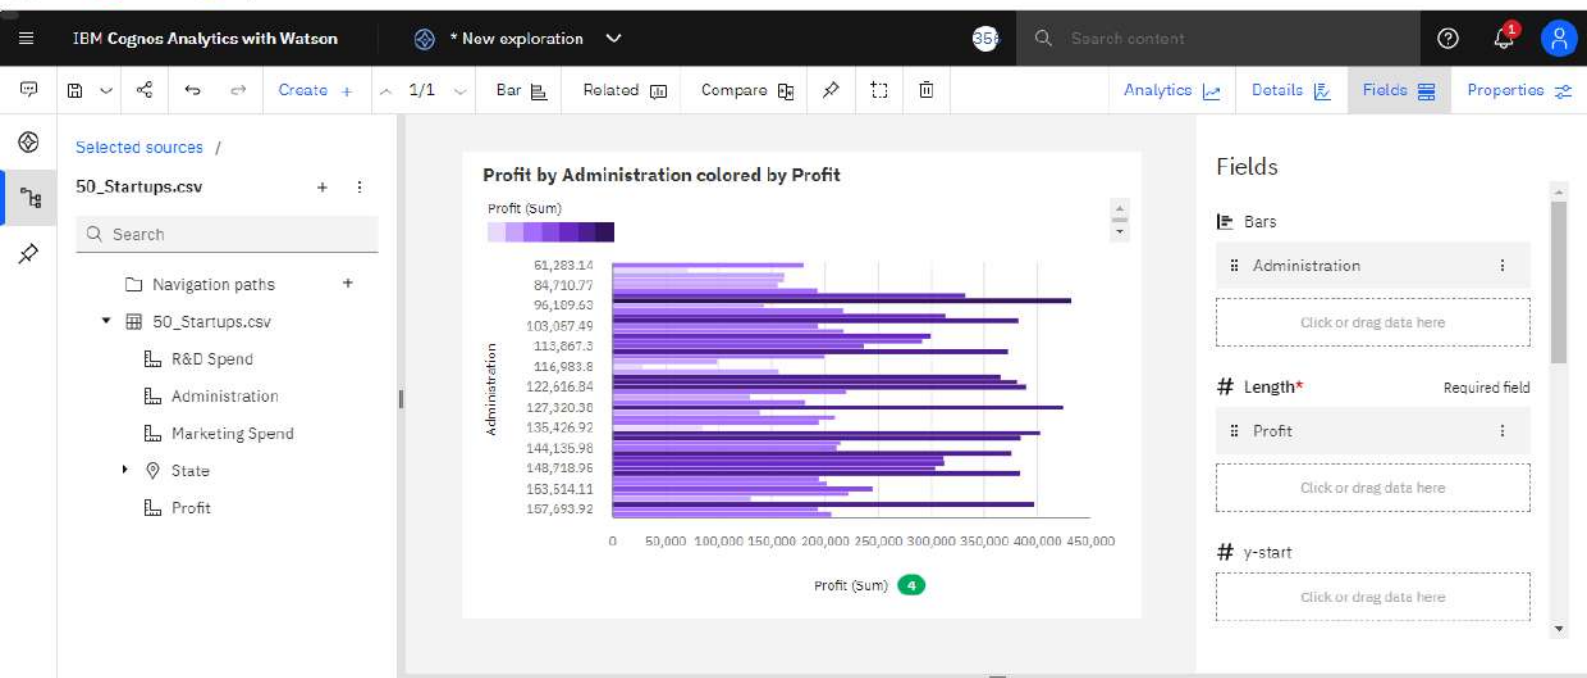 IBM Cognos Analytics with Watson
* New exploration
35
Search content
1
Create +
1/1
Bar
Related
Compare
Analytics
Details
Fields
Properties
Selected sources /
50_Startups.csv
Search
Navigation paths
50_Startups.csv
R&D Spend
Administration
Marketing Spend
State
Profit
Profit by Administration colored by Profit
Profit (Sum)
Administration
61,283.14
84,710.77
96,189.63
103,057.49
113,867.3
116,983.8
122,616.84
127,320.38
135,426.92
144,135.98
148,718.95
153,514.11
157,693.92
0 50,000 100,000 150,000 200,000 250,000 300,000 350,000 400,000 450,000
Profit (Sum) 4
Fields
Bars
Administration
Click or drag data here
# Length* Required field
Profit
Click or drag data here
# y-start
Click or drag data here